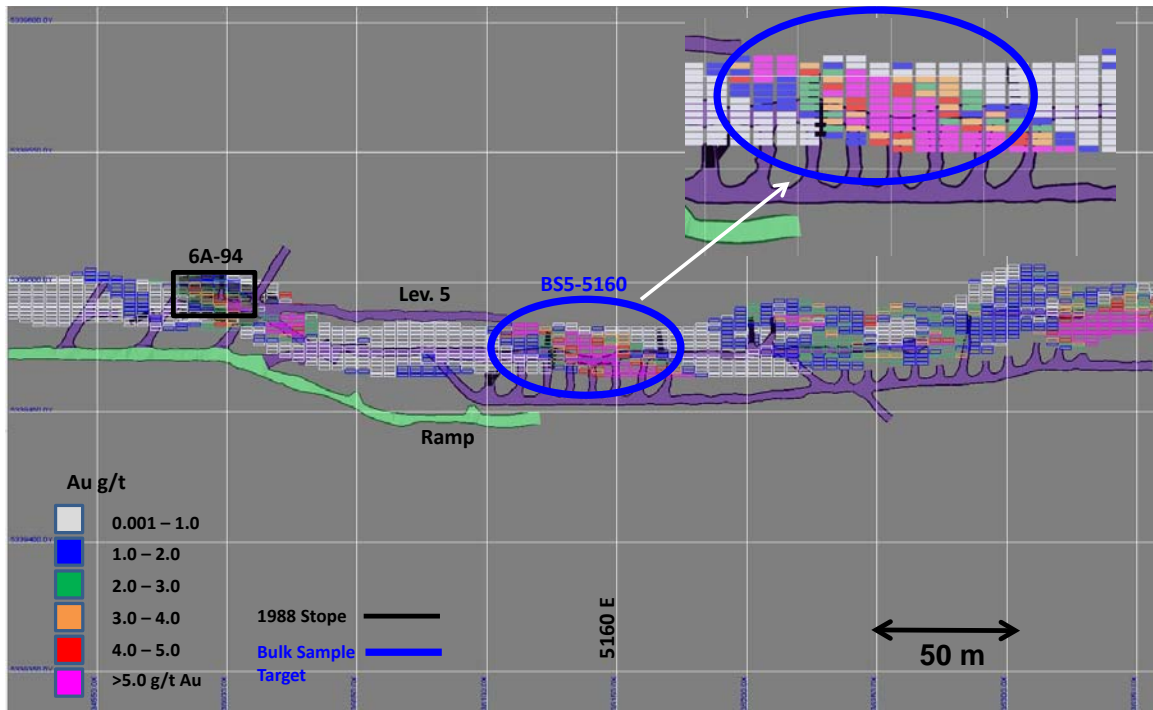 6A-94
Lev. 5
BS5-5160
Ramp
Au g/t
0.001 – 1.0
1.0 – 2.0
2.0 – 3.0
3.0 – 4.0
4.0 – 5.0
>5.0 g/t Au
1988 Stope
Bulk Sample
Target
5160 E
50 m